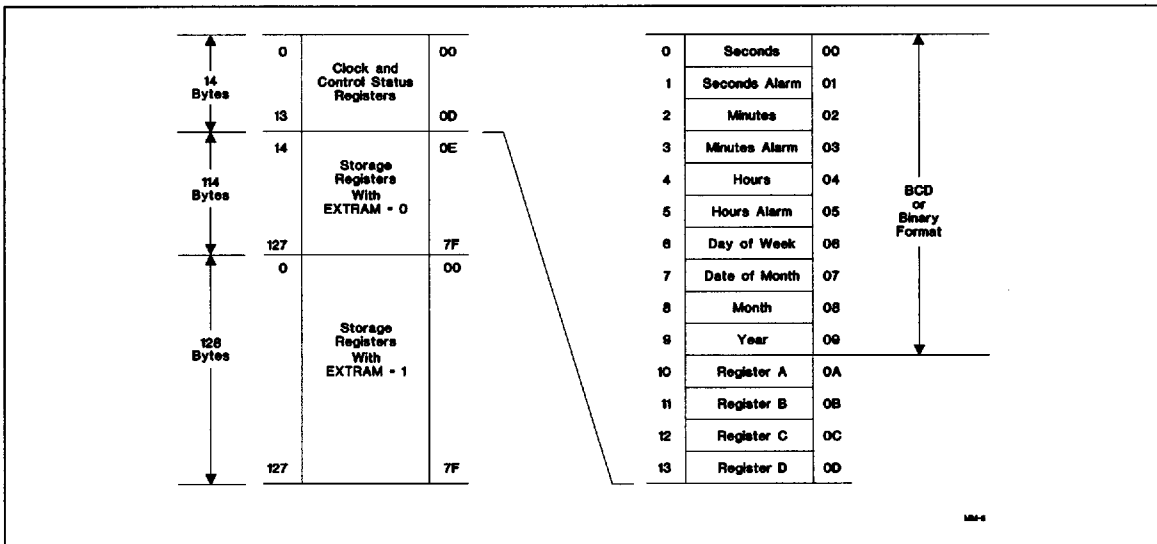 14
Bytes
0 00
Clock and
Control Status
Registers
13 0D
114
Bytes
14 0E
Storage
Registers
With
EXTRAM - 0
127 7F
128
Bytes
0 00
Storage
Registers
With
EXTRAM - 1
127 7F
0 Seconds 00
1 Seconds Alarm 01
2 Minutes 02
3 Minutes Alarm 03
4 Hours 04
5 Hours Alarm 05
6 Day of Week 06
7 Date of Month 07
8 Month 08
9 Year 09
10 Register A 0A
11 Register B 0B
12 Register C 0C
13 Register D 0D
BCD
or
Binary
Format